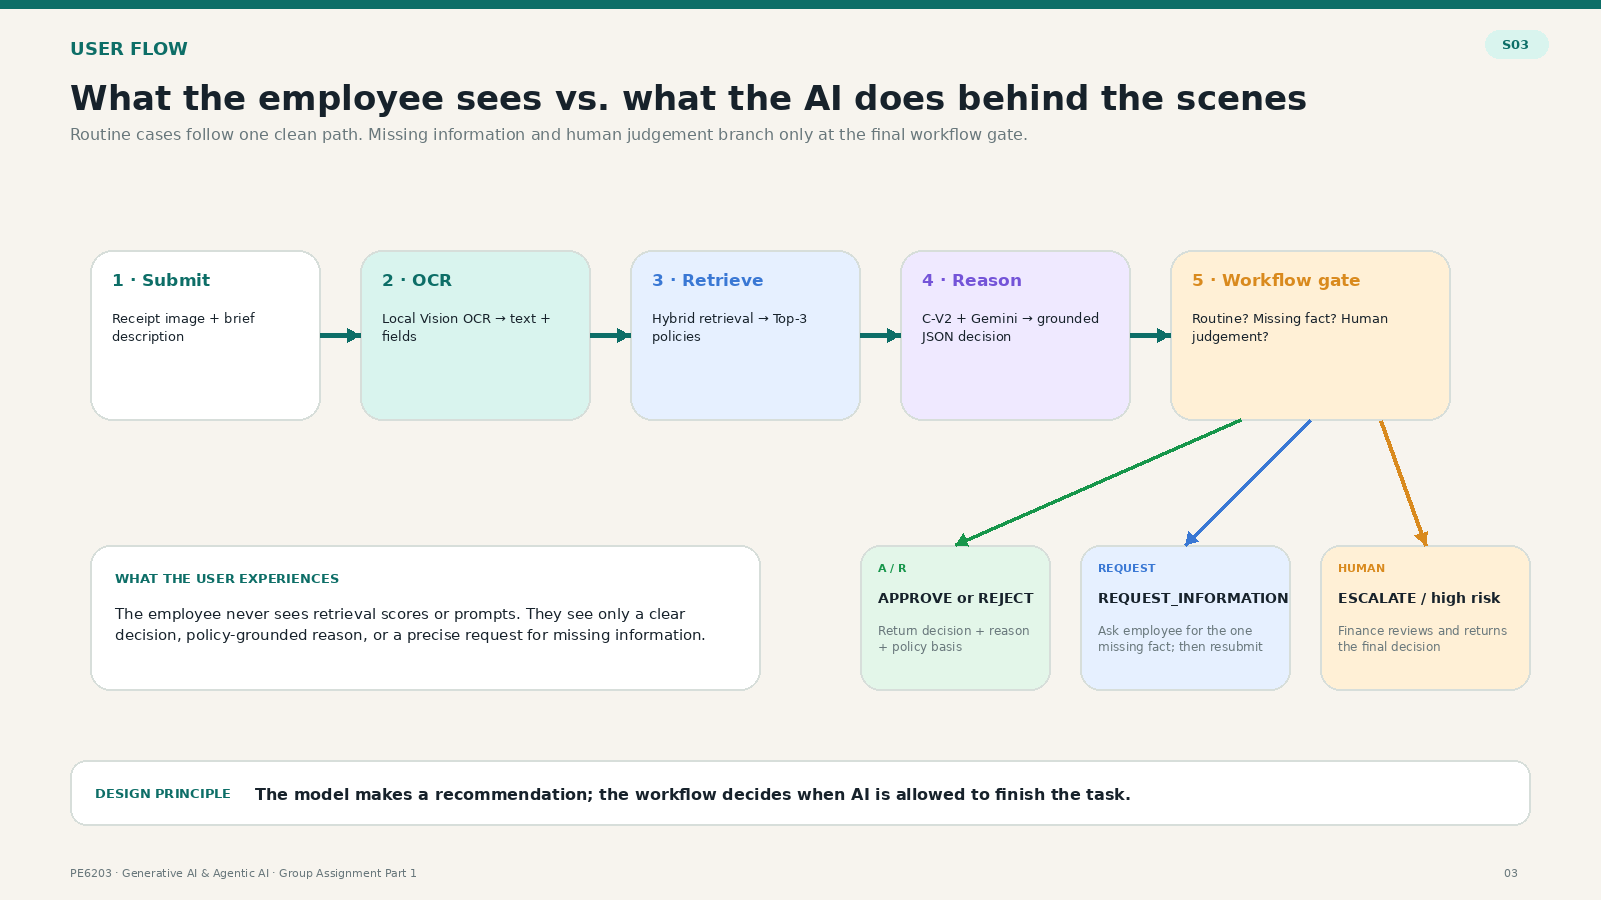 USER FLOW
S03
What the employee sees vs. what the AI does behind the scenes
Routine cases follow one clean path. Missing information and human judgement branch only at the final workflow gate.
1 · Submit
Receipt image + brief
description
2 · OCR
Local Vision OCR → text +
fields
3 · Retrieve
Hybrid retrieval → Top-3
policies
4 · Reason
C-V2 + Gemini → grounded
JSON decision
5 · Workflow gate
Routine? Missing fact? Human
judgement?
WHAT THE USER EXPERIENCES
The employee never sees retrieval scores or prompts. They see only a clear
decision, policy-grounded reason, or a precise request for missing information.
A / R
APPROVE or REJECT
Return decision + reason
+ policy basis
REQUEST
REQUEST_INFORMATION
Ask employee for the one
missing fact; then resubmit
HUMAN
ESCALATE / high risk
Finance reviews and returns
the final decision
DESIGN PRINCIPLE
The model makes a recommendation; the workflow decides when AI is allowed to finish the task.
PE6203 · Generative AI & Agentic AI · Group Assignment Part 1
03